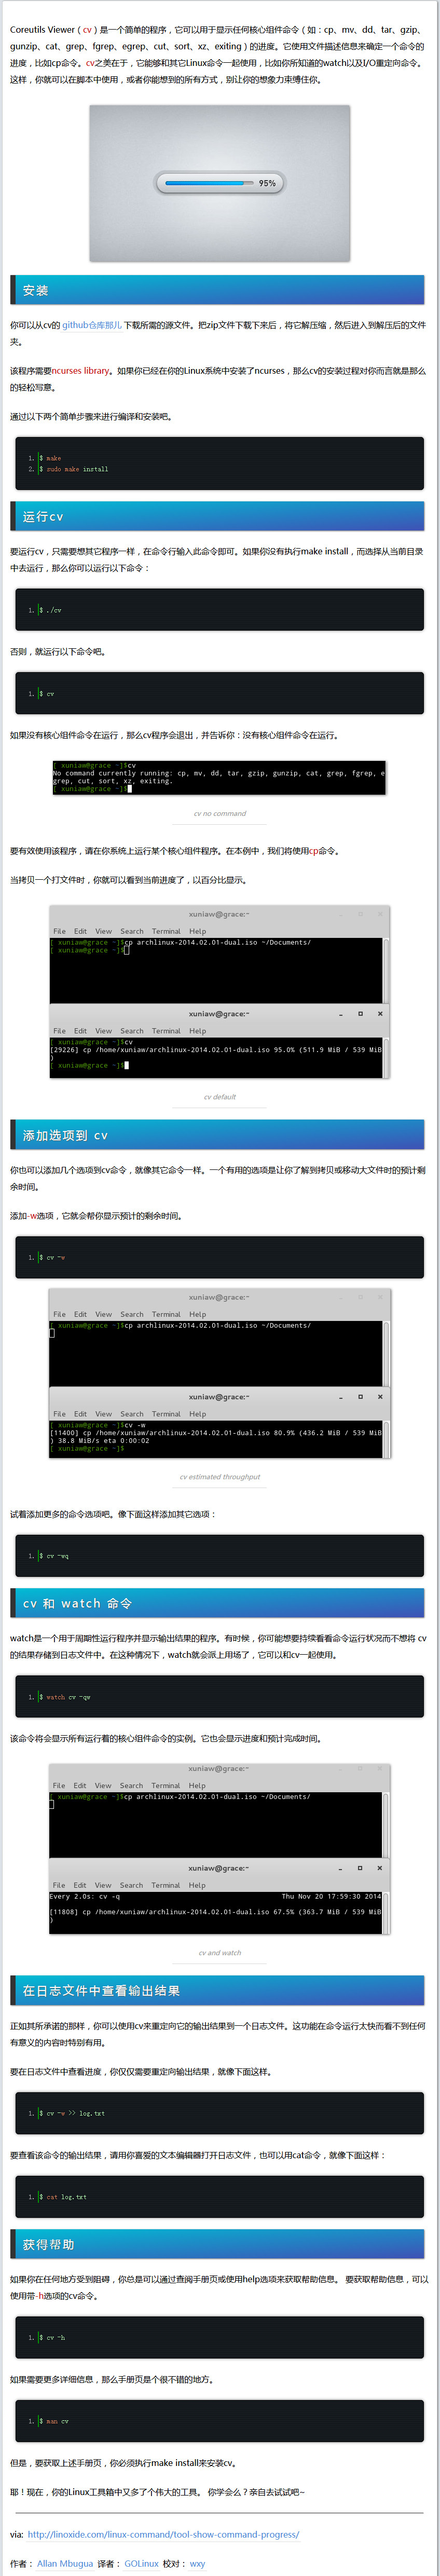 Coreutils Viewer（cv）是一个简单的程序，它可以用于显示任何核心组件命令（如：cp、mv、dd、tar、gzip、
gunzip、cat、grep、fgrep、egrep、cut、sort、xz、exiting）的进度。它使用文件描述信息来确定一个命令的
进度，比如cp命令。cv之美在于，它能够和其它Linux命令一起使用，比如你所知道的watch以及I/O重定向命令。
这样，你就可以在脚本中使用，或者你能想到的所有方式，别让你的想象力束缚住你。
95%
安装
你可以从cv的 github仓库那儿 下载所需的源文件。把zip文件下载下来后，将它解压缩，然后进入到解压后的文件
夹。
该程序需要ncurses library。如果你已经在你的Linux系统中安装了ncurses，那么cv的安装过程对你而言就是那么
的轻松写意。
通过以下两个简单步骤来进行编译和安装吧。
1. $ make
2. $ sudo make install
运行cv
要运行cv，只需要想其它程序一样，在命令行输入此命令即可。如果你没有执行make install，而选择从当前目录
中去运行，那么你可以运行以下命令：
1. $ ./cv
否则，就运行以下命令吧。
1. $ cv
如果没有核心组件命令在运行，那么cv程序会退出，并告诉你：没有核心组件命令在运行。
[ xuniaw@grace ~]$cv
No command currently running: cp, mv, dd, tar, gzip, gunzip, cat, grep, fgrep, e
grep, cut, sort, xz, exiting.
[ xuniaw@grace ~]$
cv no command
要有效使用该程序，请在你系统上运行某个核心组件程序。在本例中，我们将使用cp命令。
当拷贝一个打文件时，你就可以看到当前进度了，以百分比显示。
xuniaw@grace:~
File Edit View Search Terminal Help
[ xuniaw@grace ~]$cp archlinux-2014.02.01-dual.iso ~/Documents/
[ xuniaw@grace ~]$
xuniaw@grace:~
File Edit View Search Terminal Help
[ xuniaw@grace ~]$cv
[29226] cp /home/xuniaw/archlinux-2014.02.01-dual.iso 95.0% (511.9 MiB / 539 MiB
)
[ xuniaw@grace ~]$
cv default
添加选项到 cv
你也可以添加几个选项到cv命令，就像其它命令一样。一个有用的选项是让你了解到拷贝或移动大文件时的预计剩
余时间。
添加-w选项，它就会帮你显示预计的剩余时间。
1. $ cv -w
xuniaw@grace:~
File Edit View Search Terminal Help
[ xuniaw@grace ~]$cp archlinux-2014.02.01-dual.iso ~/Documents/
xuniaw@grace:~
File Edit View Search Terminal Help
[ xuniaw@grace ~]$cv -w
[11400] cp /home/xuniaw/archlinux-2014.02.01-dual.iso 80.9% (436.2 MiB / 539 MiB
) 38.8 MiB/s eta 0:00:02
[ xuniaw@grace ~]$
cv estimated throughput
试着添加更多的命令选项吧。像下面这样添加其它选项：
1. $ cv -wq
cv 和 watch 命令
watch是一个用于周期性运行程序并显示输出结果的程序。有时候，你可能想要持续看看命令运行状况而不想将 cv
的结果存储到日志文件中。在这种情况下，watch就会派上用场了，它可以和cv一起使用。
1. $ watch cv -qw
该命令将会显示所有运行着的核心组件命令的实例。它也会显示进度和预计完成时间。
xuniaw@grace:~
File Edit View Search Terminal Help
[ xuniaw@grace ~]$cp archlinux-2014.02.01-dual.iso ~/Documents/
xuniaw@grace:~
File Edit View Search Terminal Help
Every 2.0s: cv -q Thu Nov 20 17:59:30 2014
[11808] cp /home/xuniaw/archlinux-2014.02.01-dual.iso 67.5% (363.7 MiB / 539 MiB
)
cv and watch
在日志文件中查看输出结果
正如其所承诺的那样，你可以使用cv来重定向它的输出结果到一个日志文件。这功能在命令运行太快而看不到任何
有意义的内容时特别有用。
要在日志文件中查看进度，你仅仅需要重定向输出结果，就像下面这样。
1. $ cv -w >> log.txt
要查看该命令的输出结果，请用你喜爱的文本编辑器打开日志文件，也可以用cat命令，就像下面这样：
1. $ cat log.txt
获得帮助
如果你在任何地方受到阻碍，你总是可以通过查阅手册页或使用help选项来获取帮助信息。 要获取帮助信息，可以
使用带-h选项的cv命令。
1. $ cv -h
如果需要更多详细信息，那么手册页是个很不错的地方。
1. $ man cv
但是，要获取上述手册页，你必须执行make install来安装cv。
耶！现在，你的Linux工具箱中又多了个伟大的工具。 你学会么？亲自去试试吧~
via: http://linoxide.com/linux-command/tool-show-command-progress/
作者：Allan Mbugua 译者：GOLinux 校对：wxy